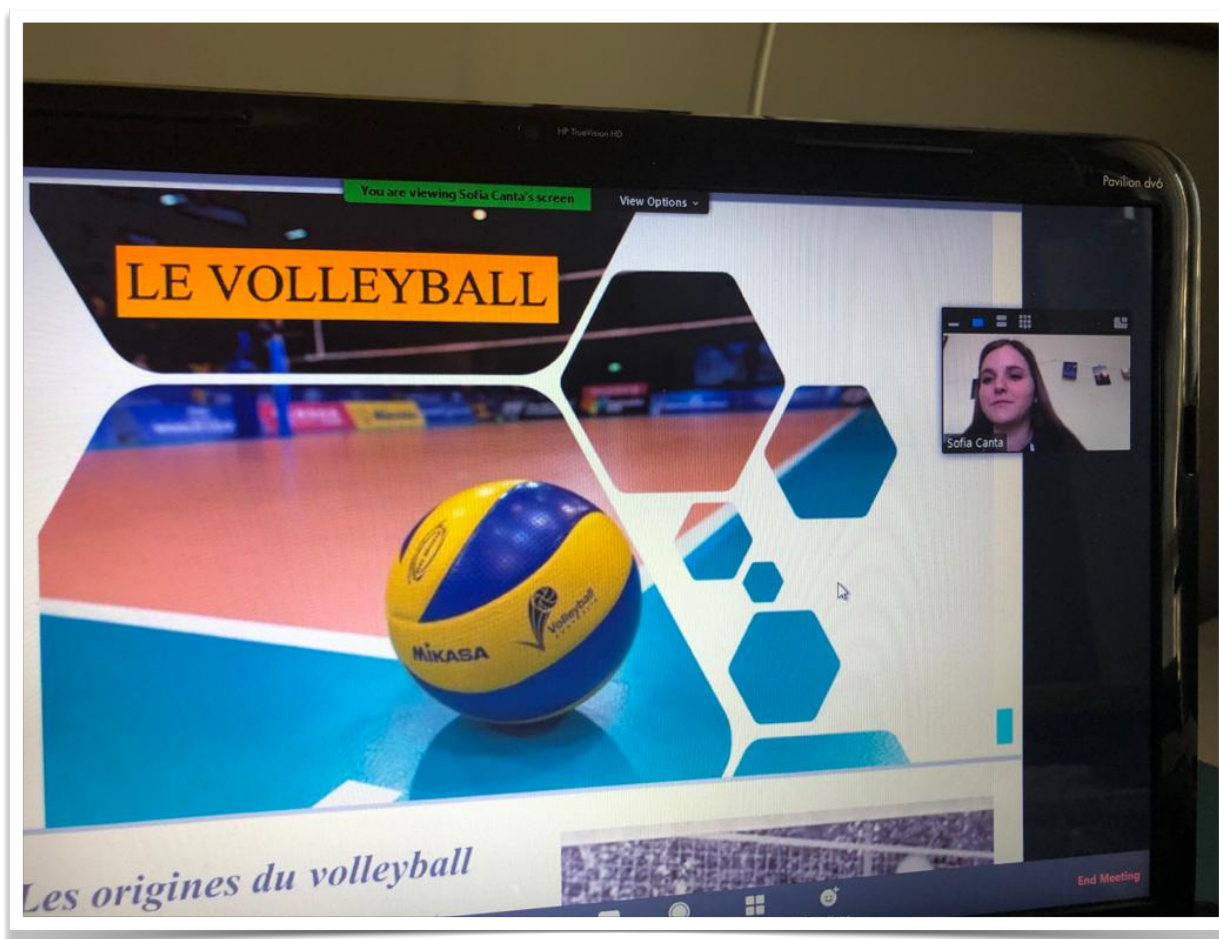 HP TrueVision HD
Pavilion dv6
You are viewing Sofia Canta's screen
View Options
LE VOLLEYBALL
Sofia Canta
MIKASA
Volleyball
Les origines du volleyball
End Meeting